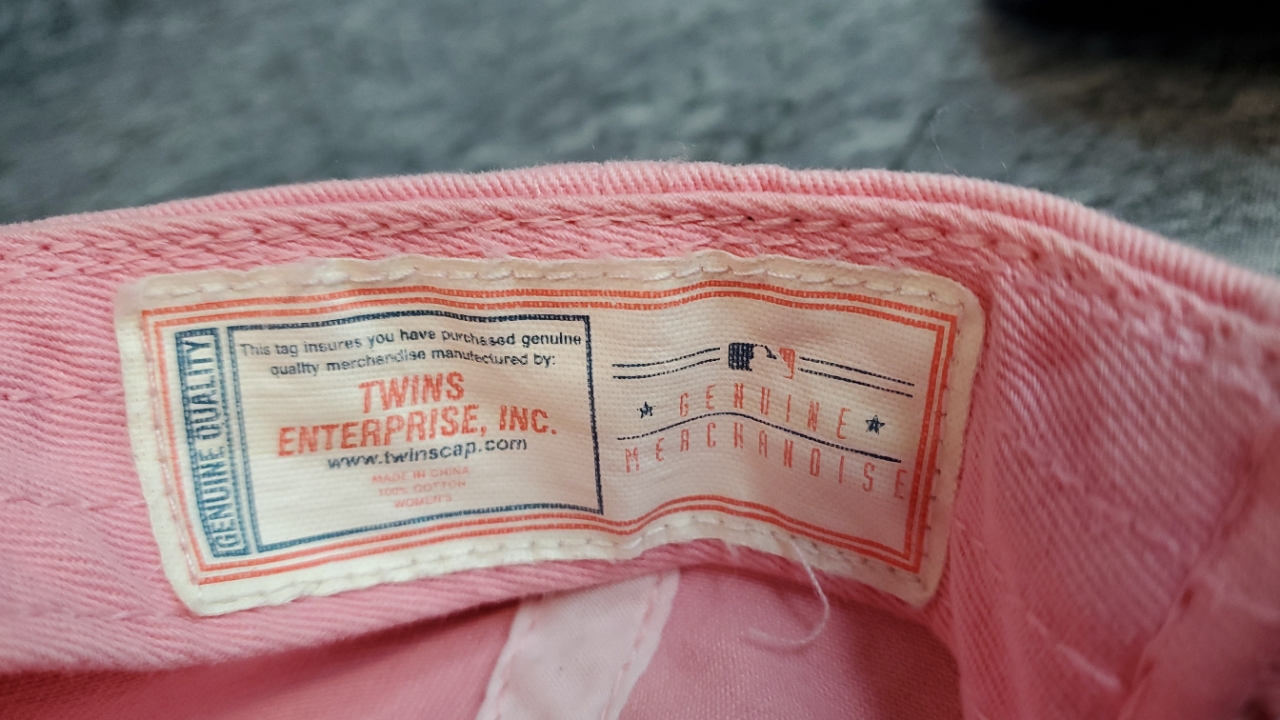 GENUINE QUALITY
This tag insures you have purchased genuine
quality merchandise manufactured by:
TWINS
ENTERPRISE, INC.
www.twinscap.com
MADE IN CHINA
100% COTTON
WOMEN'S
GENUINE
MERCHANDISE